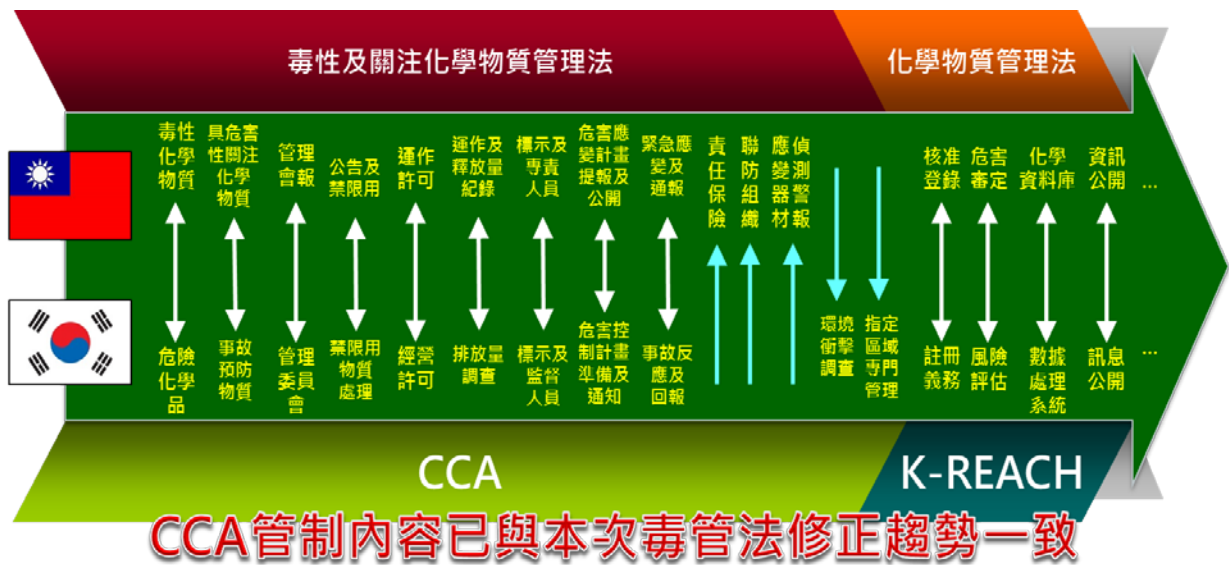 毒性及關注化學物質管理法
化學物質管理法
毒性
化學
物質
具危害
性關注
化學
物質
管理
會報
公告及
禁限用
運作
許可
運作及
釋放量
紀錄
標示及
專責
人員
危害應
變計畫
提報及
公開
緊急應
變及
通報
責任保險
聯防組織
應變器材
偵測警報
核准
登錄
危害
審定
化學
資料庫
資訊
公開
...
危險
化學
品
事故
預防
物質
管理
委員
會
禁限用
物質
處理
經營
許可
排放量
調查
標示及
監督
人員
危害控
制計畫
準備及
通知
事故反
應及
回報
環境
衝擊
調查
指定
區域
專門
管理
註冊
義務
風險
評估
數據
處理
系統
訊息
公開
...
CCA
K-REACH
CCA管制內容已與本次毒管法修正趨勢一致